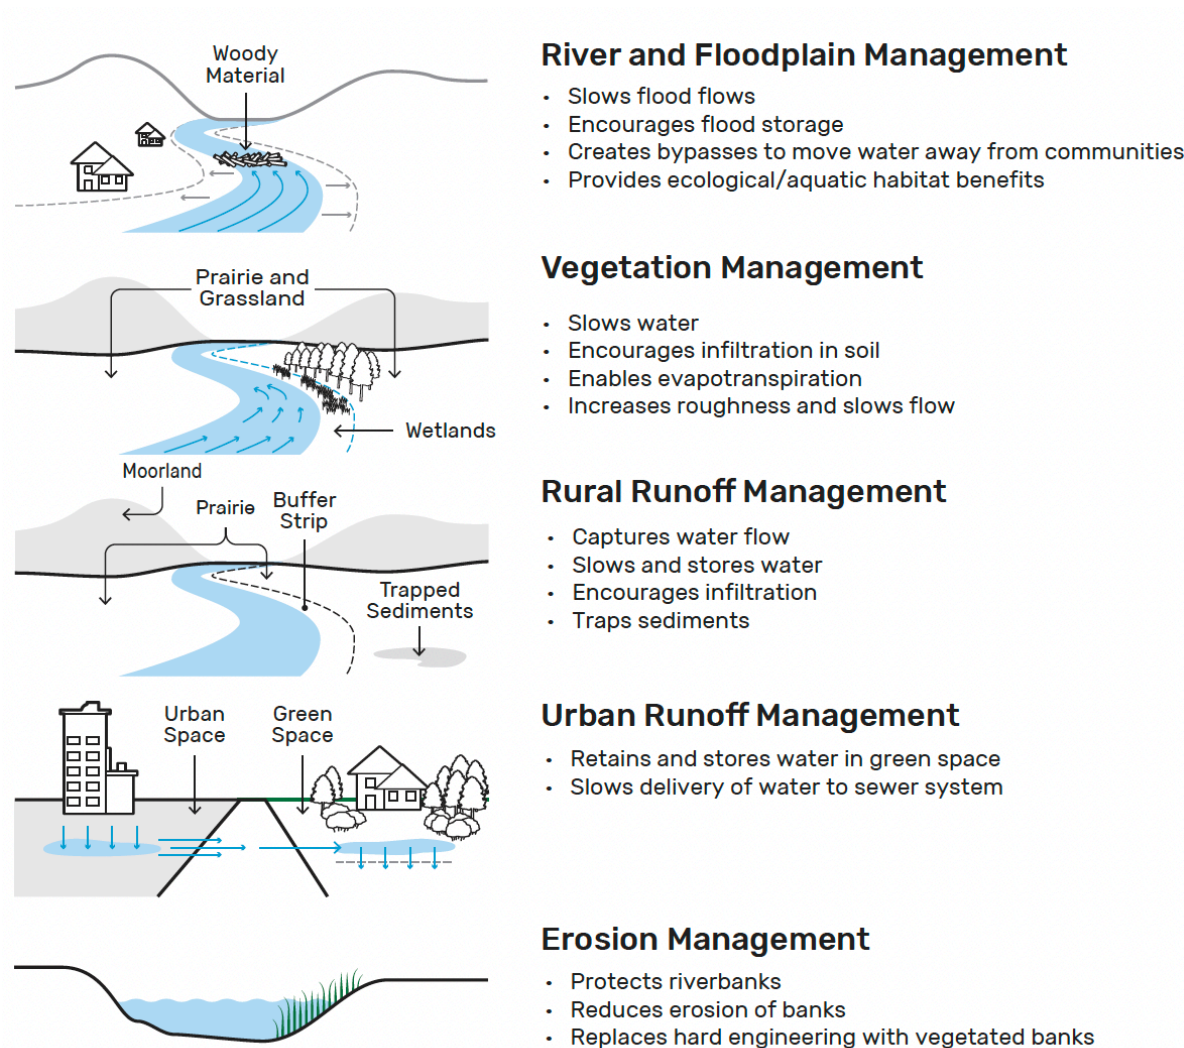 Woody
Material
River and Floodplain Management
• Slows flood flows
• Encourages flood storage
• Creates bypasses to move water away from communities
• Provides ecological/aquatic habitat benefits
Prairie and
Grassland
Wetlands
Vegetation Management
• Slows water
• Encourages infiltration in soil
• Enables evapotranspiration
• Increases roughness and slows flow
Moorland
Prairie
Buffer
Strip
Trapped
Sediments
Rural Runoff Management
• Captures water flow
• Slows and stores water
• Encourages infiltration
• Traps sediments
Urban
Space
Green
Space
Urban Runoff Management
• Retains and stores water in green space
• Slows delivery of water to sewer system
Erosion Management
• Protects riverbanks
• Reduces erosion of banks
• Replaces hard engineering with vegetated banks